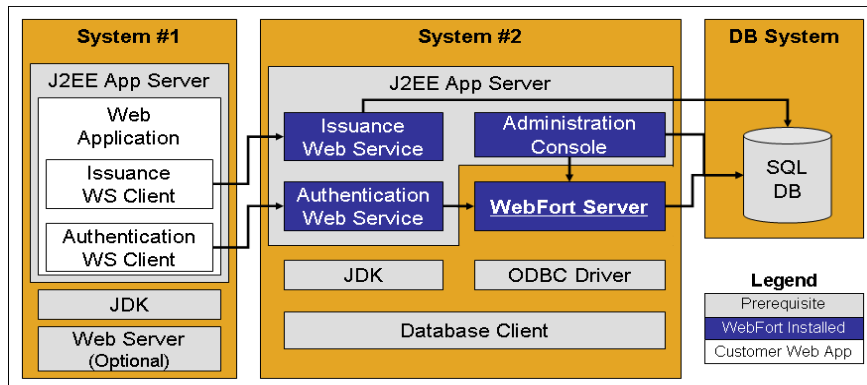 System #1
J2EE App Server
Web
Application
Issuance
WS Client
Authentication
WS Client
JDK
Web Server
(Optional)
System #2
J2EE App Server
Issuance
Web Service
Administration
Console
Authentication
Web Service
WebFort Server
JDK
ODBC Driver
Database Client
DB System
SQL
DB
Legend
Prerequisite
WebFort Installed
Customer Web App